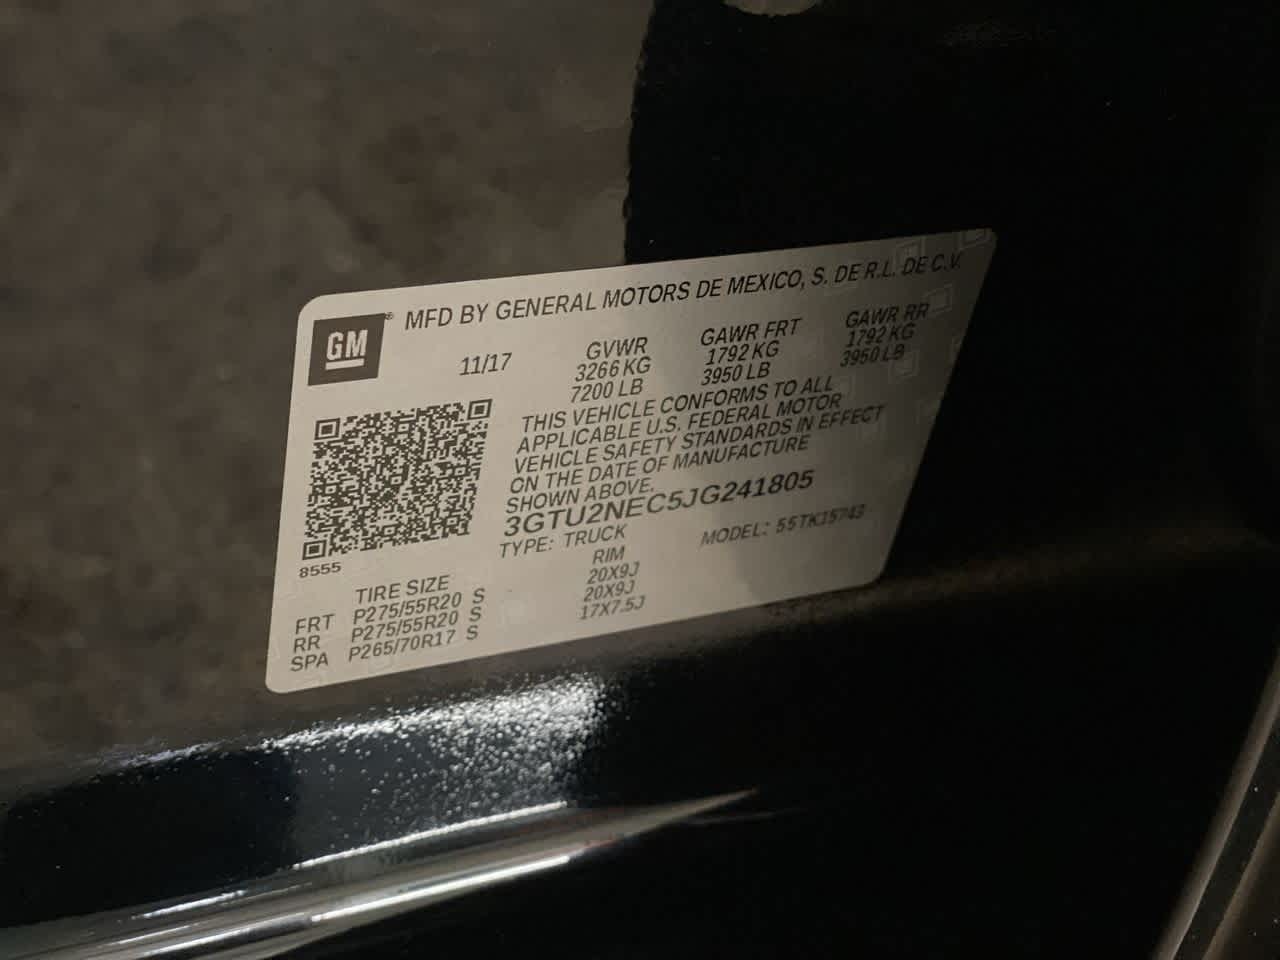 GM ® MFD BY GENERAL MOTORS DE MEXICO, S. DE R.L. DE C.V.
11/17 GVWR GAWR FRT GAWR RR
3266 KG 1792 KG 1792 KG
7200 LB 3950 LB 3950 LB
THIS VEHICLE CONFORMS TO ALL
APPLICABLE U.S. FEDERAL MOTOR
VEHICLE SAFETY STANDARDS IN EFFECT
ON THE DATE OF MANUFACTURE
SHOWN ABOVE.
3GTU2NEC5JG241805
TYPE: TRUCK MODEL: 55TK15743
8555
TIRE SIZE RIM
FRT P275/55R20 S 20X9J
RR P275/55R20 S 20X9J
SPA P265/70R17 S 17X7.5J